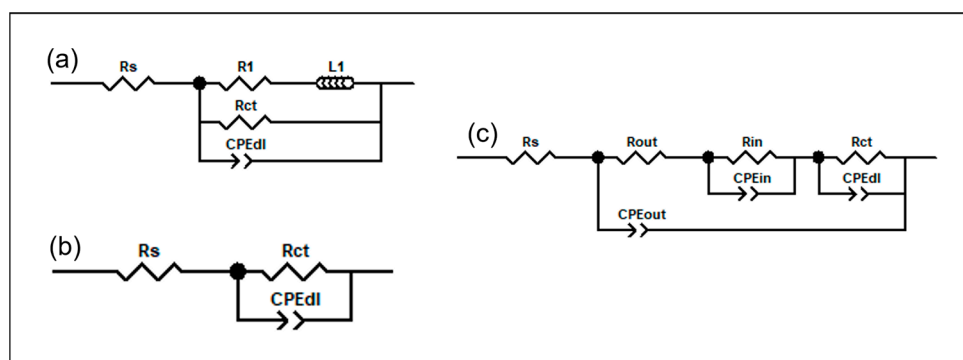 (a)
Rs
R1
L1
Rct
CPEdl
(b)
Rs
Rct
CPEdl
(c)
Rs
Rout
Rin
Rct
CPEin
CPEdl
CPEout